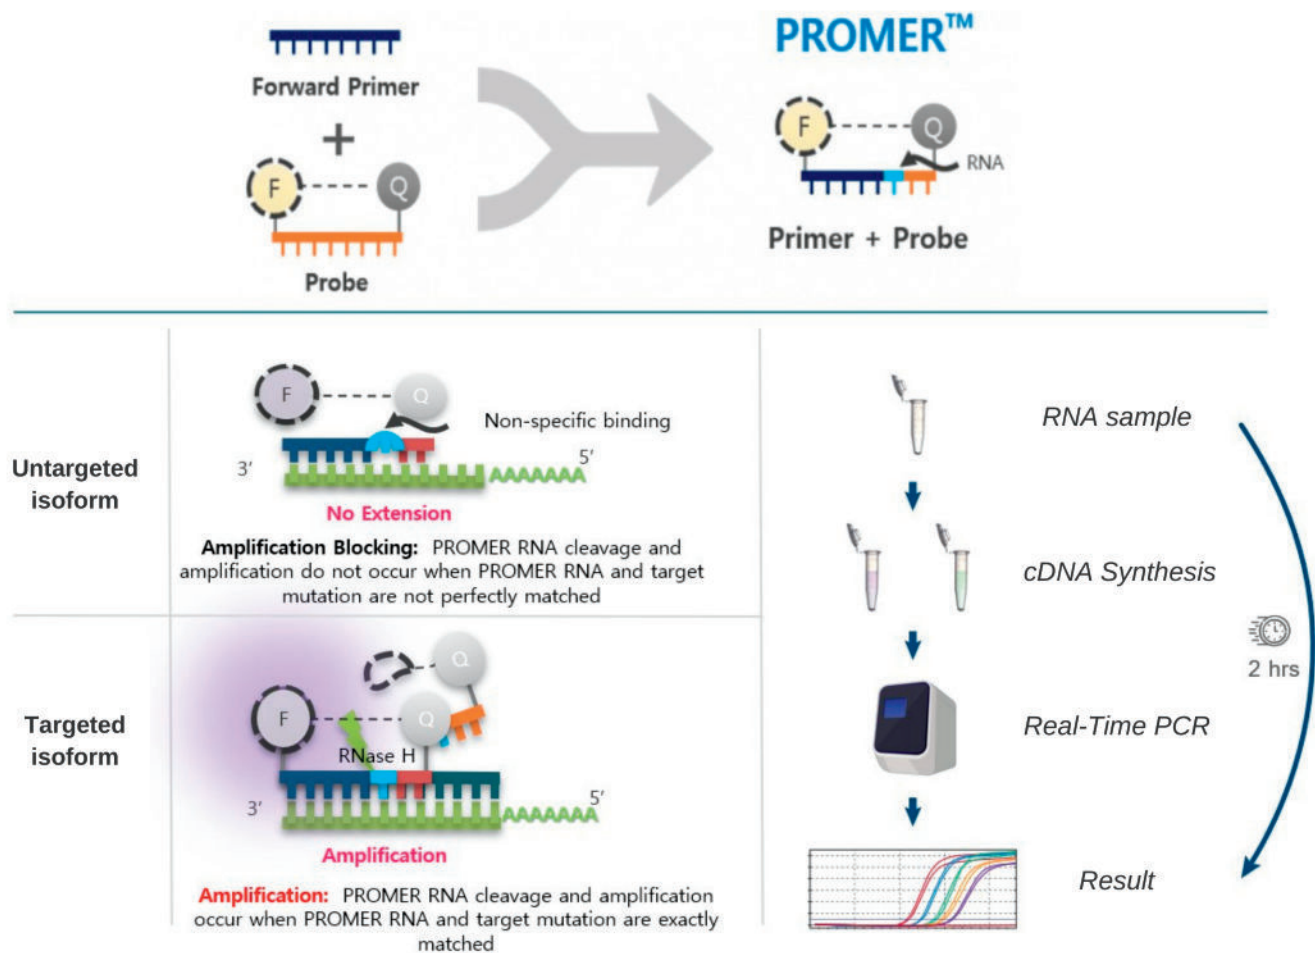 PROMER™
Forward Primer
+
F
Q
Probe
F
Q
RNA
Primer + Probe
Untargeted
isoform
F
Q
Non-specific binding
3′
5′
AAAAAAA
No Extension
Amplification Blocking: PROMER RNA cleavage and
amplification do not occur when PROMER RNA and target
mutation are not perfectly matched
Targeted
isoform
Q
F
Q
RNase H
3′
5′
AAAAAAA
Amplification
Amplification: PROMER RNA cleavage and amplification
occur when PROMER RNA and target mutation are exactly
matched
RNA sample
cDNA Synthesis
2 hrs
Real-Time PCR
Result